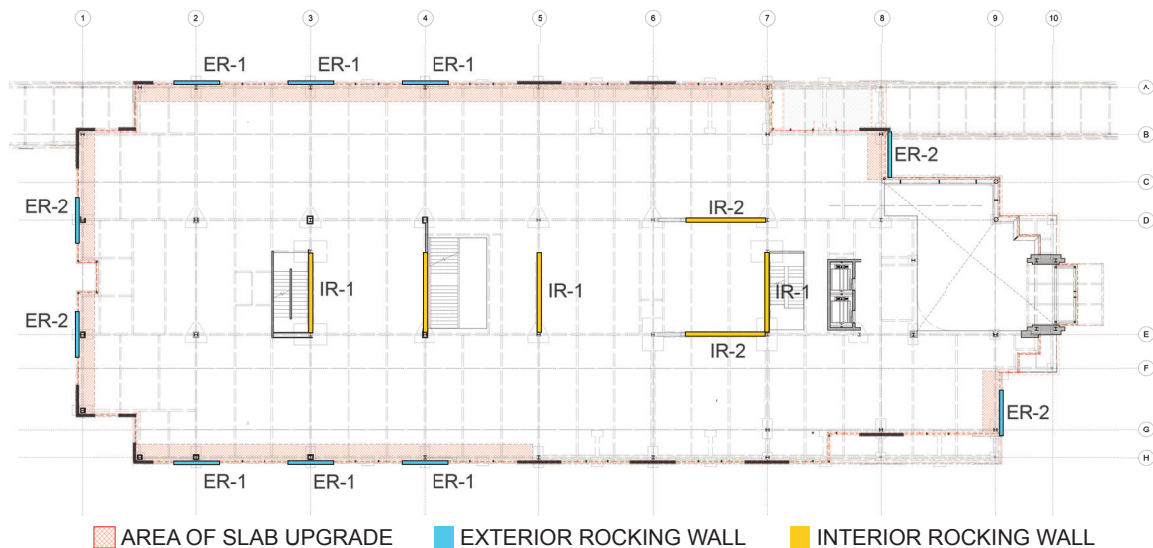 1 2 3 4 5 6 7 8 9 10
ER-1 ER-1 ER-1
A
B
ER-2
C
ER-2 IR-2 D
IR-1 IR-1 IR-1
ER-2
E
IR-2
F
ER-2
G
H
ER-1 ER-1 ER-1
AREA OF SLAB UPGRADE EXTERIOR ROCKING WALL INTERIOR ROCKING WALL